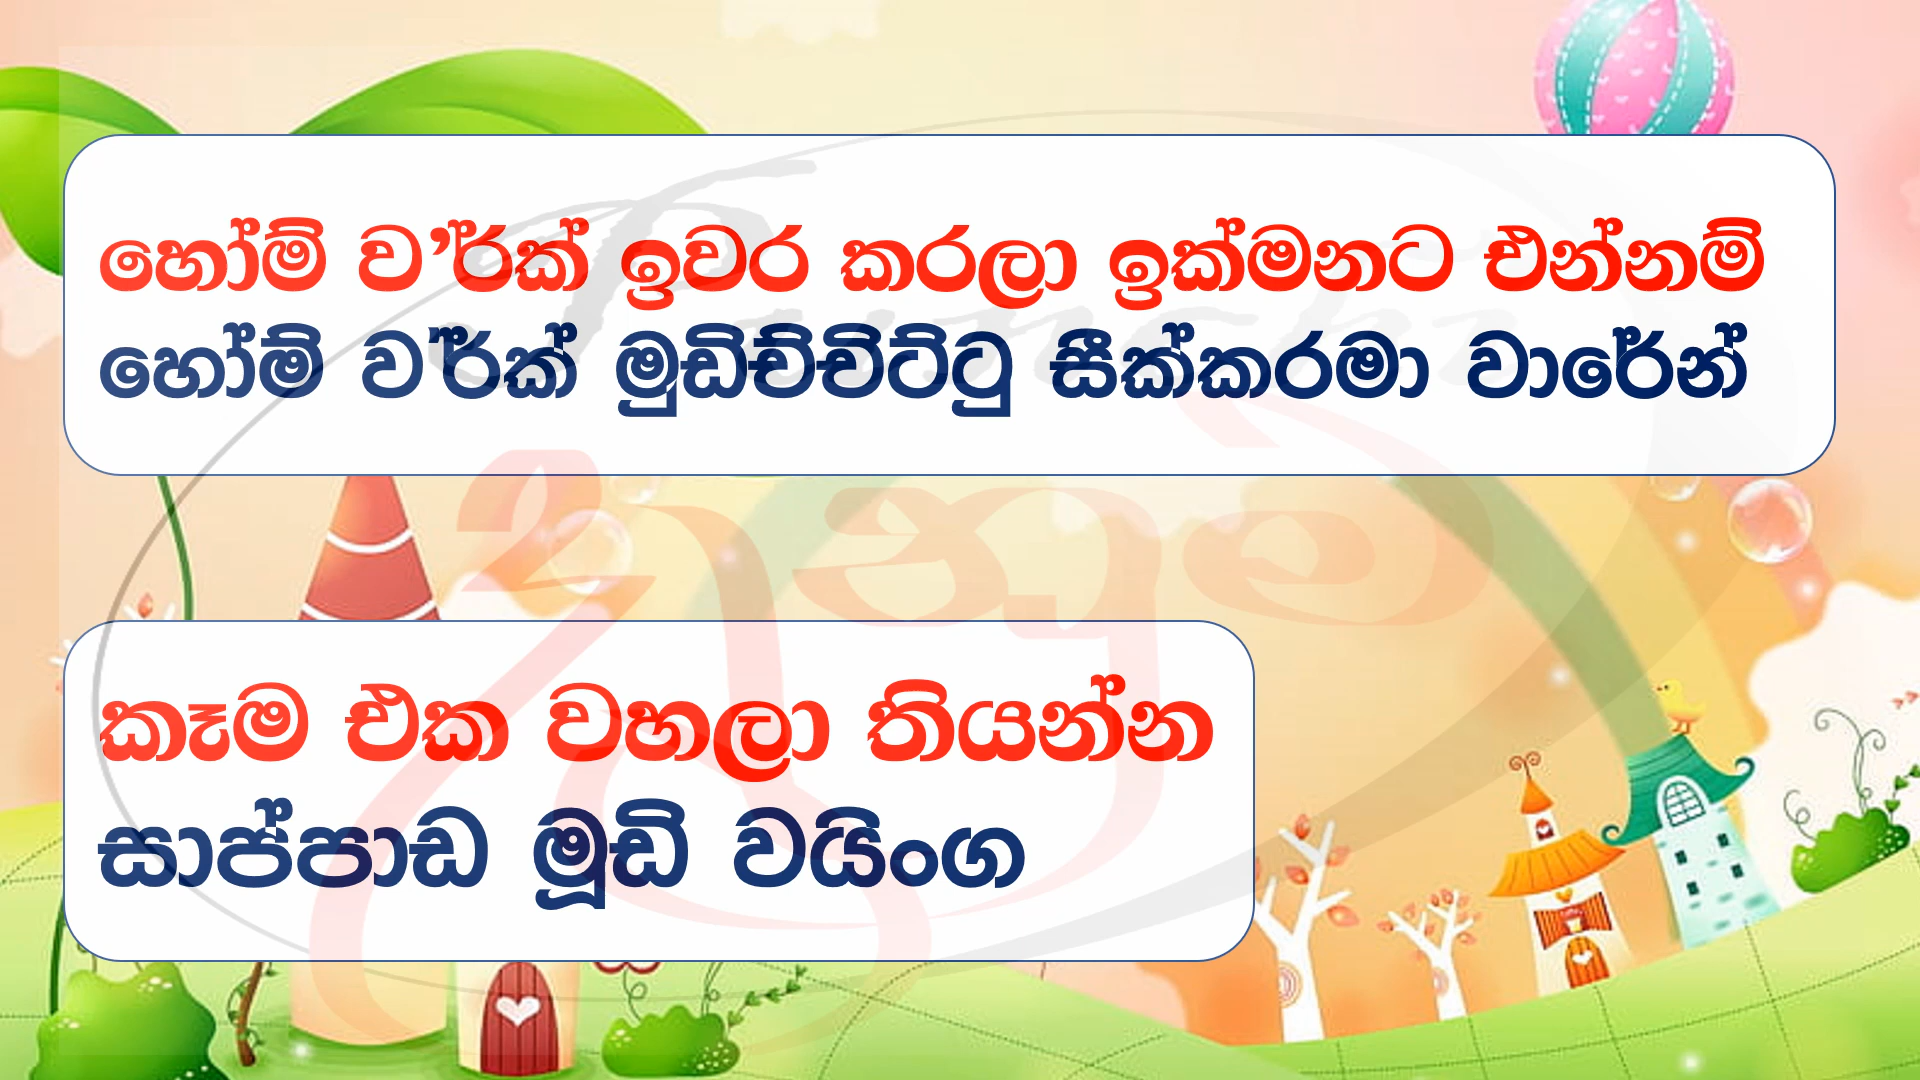 හෝම් ව'ර්ක් ඉවර කරලා ඉක්මනට එන්නම්
හෝම් ව'ර්ක් මුඩිච්චිට්ටු සීක්කරමා වාරේන්
කෑම එක වහලා තියන්න
සාප්පාඩ මූඩි වයිංග